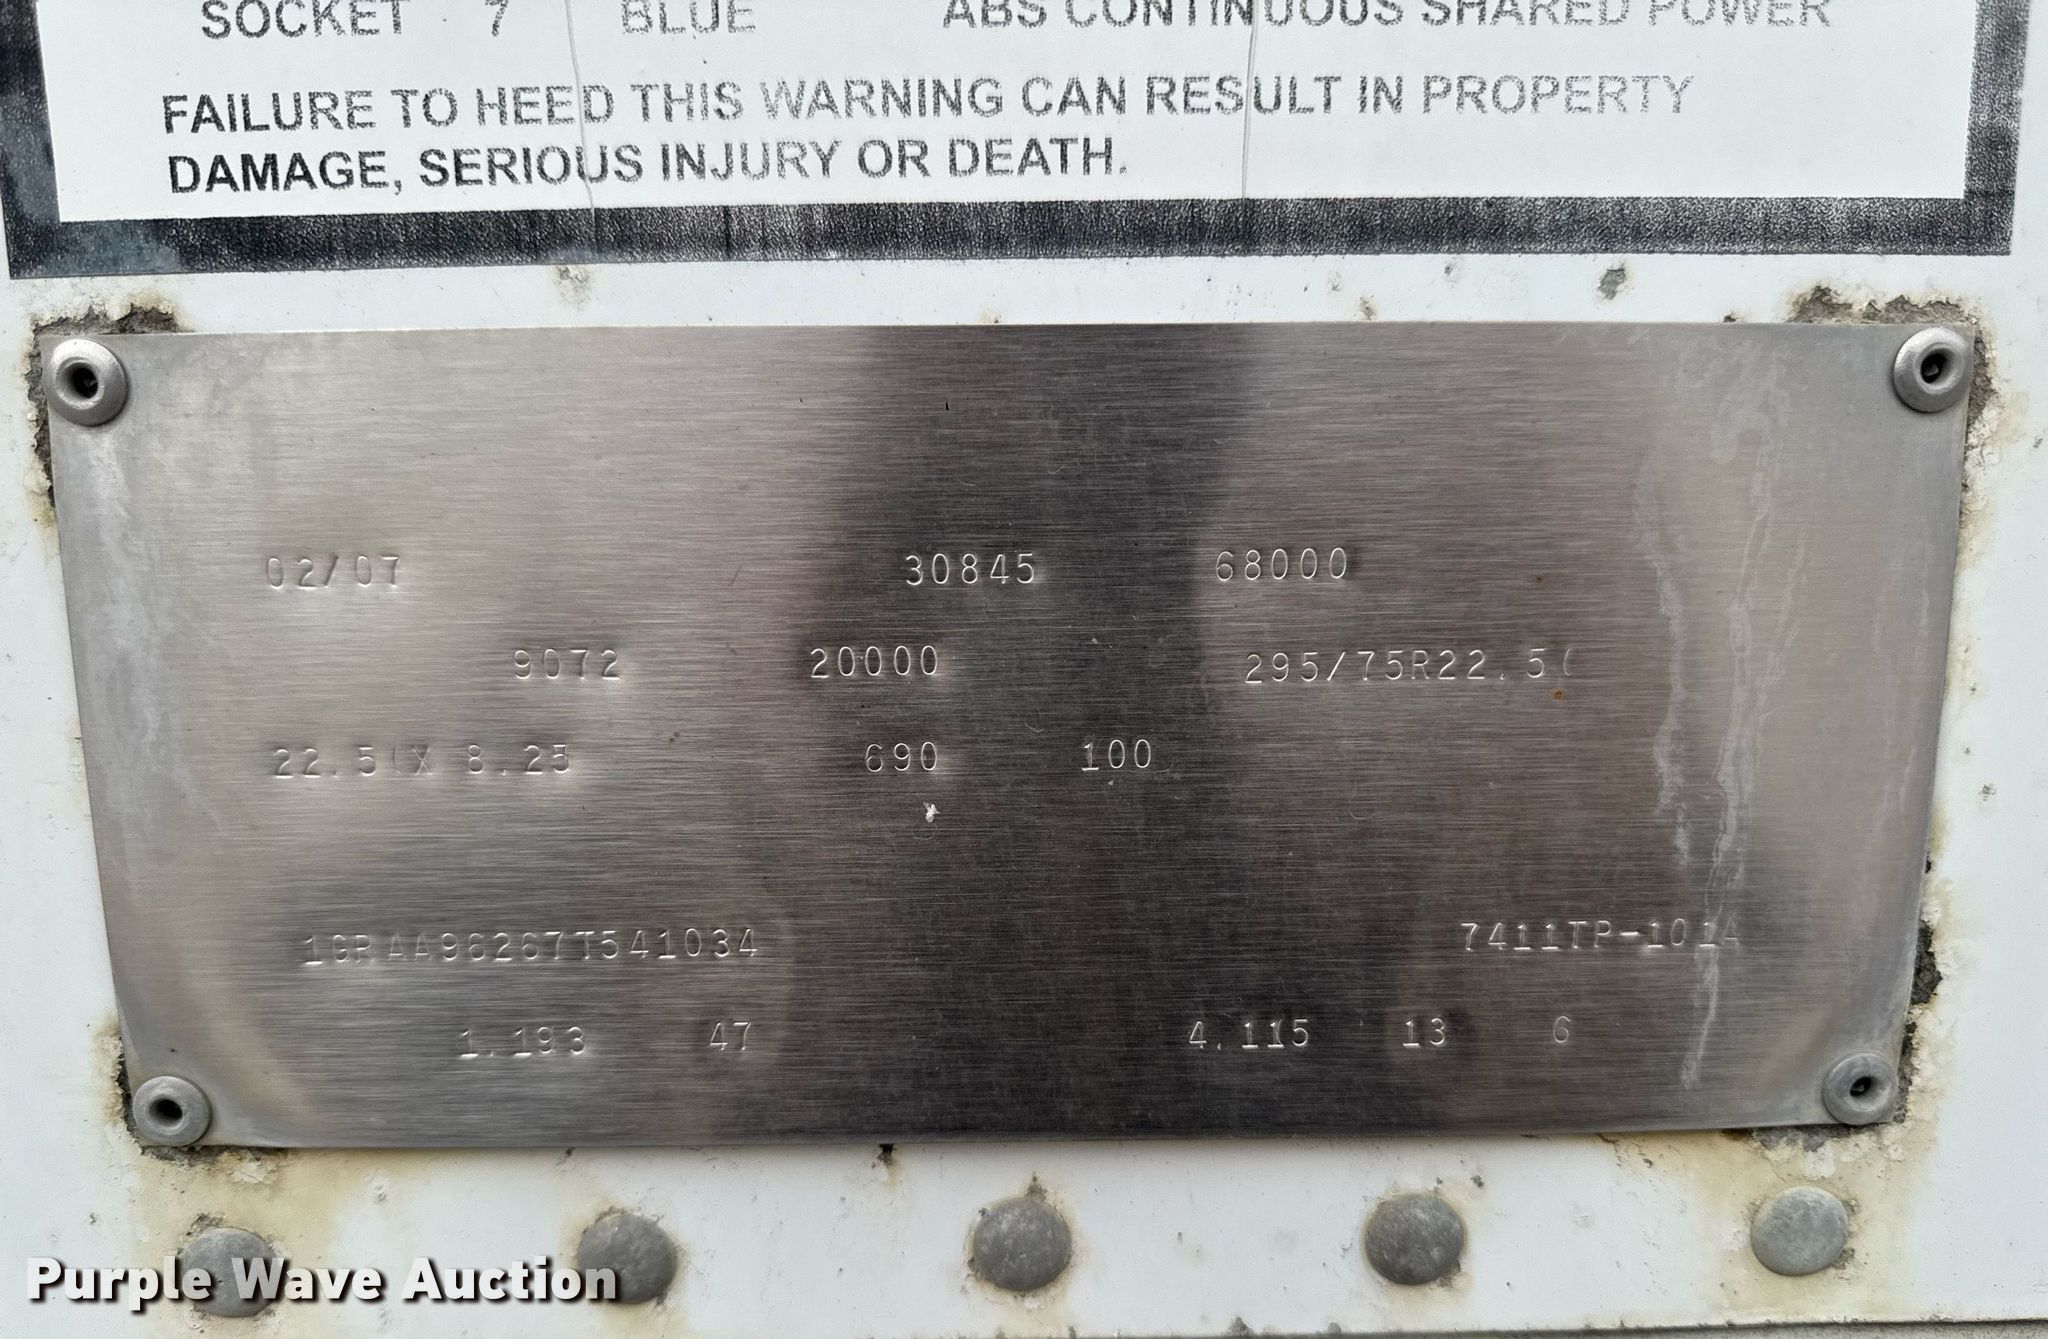 SOCKET 7 BLUE ABS CONTINUOUS SHARED POWER
FAILURE TO HEED THIS WARNING CAN RESULT IN PROPERTY
DAMAGE, SERIOUS INJURY OR DEATH.
02/07 30845 68000
9072 20000 295/75R22.5(
22.5(X 8.25 690 100
1GRAA96267T541034 7411TP-101A
1.193 47 4.115 13 6
Purple Wave Auction